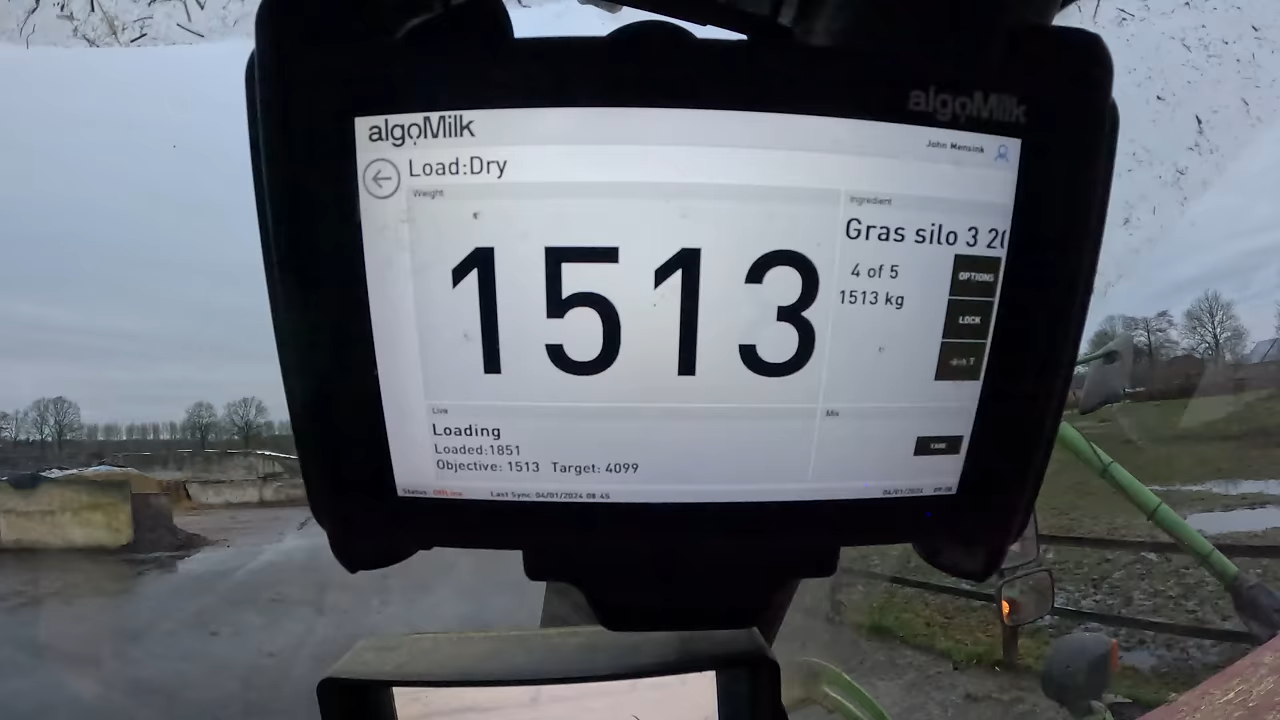 algoMilk
algoMilk
John Mensink
Load:Dry
Weight
Ingredient
1513
Gras silo 3 20
4 of 5
1513 kg
OPTIONS
LOCK
Live
Mix
Loading
Loaded:1851
Objective: 1513 Target: 4099
Status: Offline
Last Sync: 04/01/2024 08:45
04/01/2024